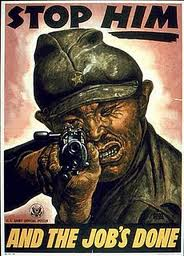 STOP HIM
AND THE JOB'S DONE